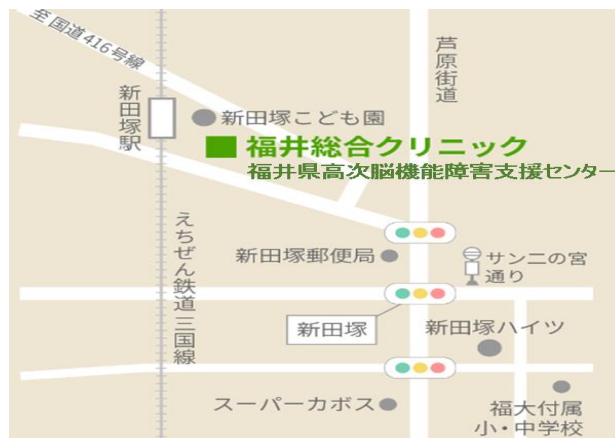 至 国道416号線
芦原街道
新田塚駅
新田塚こども園
福井総合クリニック
福井県高次脳機能障害支援センター
えちぜん鉄道 三国線
新田塚郵便局
サン二の宮
通り
新田塚
新田塚ハイツ
スーパーカボス
福大付属
小・中学校